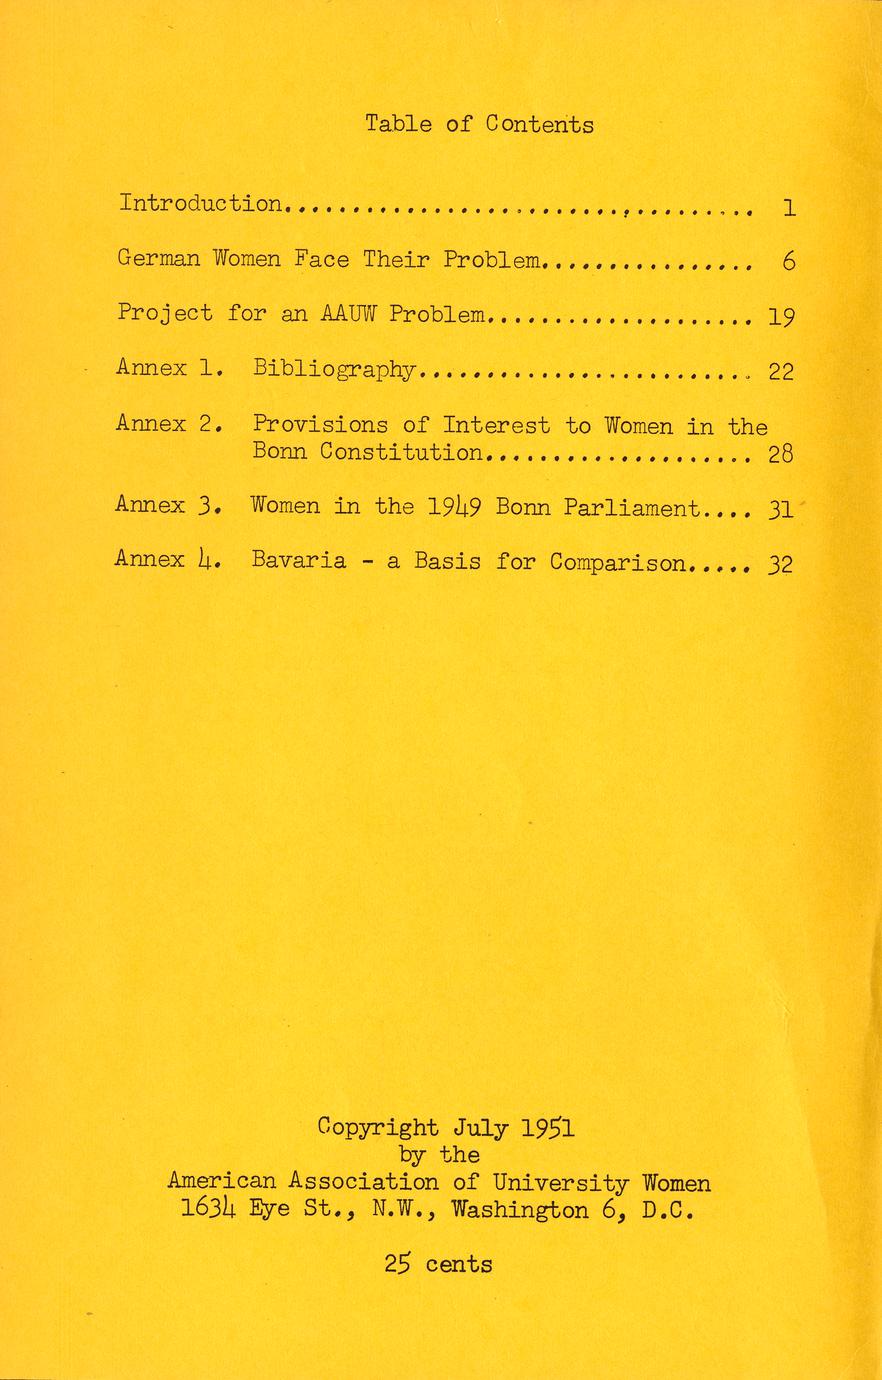 Table of Contents
Introduction................................... 1
German Women Face Their Problem................ 6
Project for an AAUW Problem.................... 19
Annex 1. Bibliography......................... 22
Annex 2. Provisions of Interest to Women in the
Bonn Constitution.................... 28
Annex 3. Women in the 1949 Bonn Parliament.... 31
Annex 4. Bavaria - a Basis for Comparison..... 32
Copyright July 1951
by the
American Association of University Women
1634 Eye St., N.W., Washington 6, D.C.
25 cents